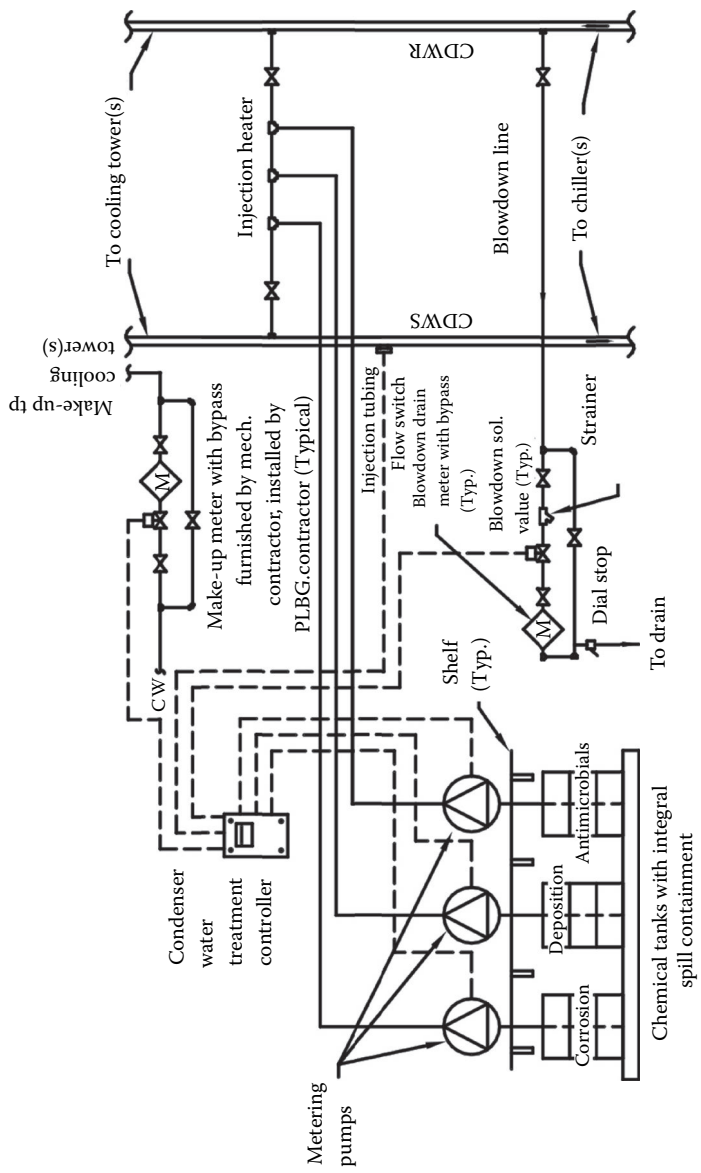 To cooling tower(s)
CDWR
Injection heater
Blowdown line
To chiller(s)
CDWS
Make-up tp
cooling
tower(s)
M
CW
Make-up meter with bypass
furnished by mech.
contractor, installed by
PLBG.contractor (Typical)
Injection tubing
Flow switch
Blowdown drain
meter with bypass
(Typ.)
Blowdown sol.
value (Typ.)
Strainer
M
Dial stop
To drain
Shelf
(Typ.)
Condenser
water
treatment
controller
Metering
pumps
Corrosion
Deposition
Antimicrobials
Chemical tanks with integral
spill containment